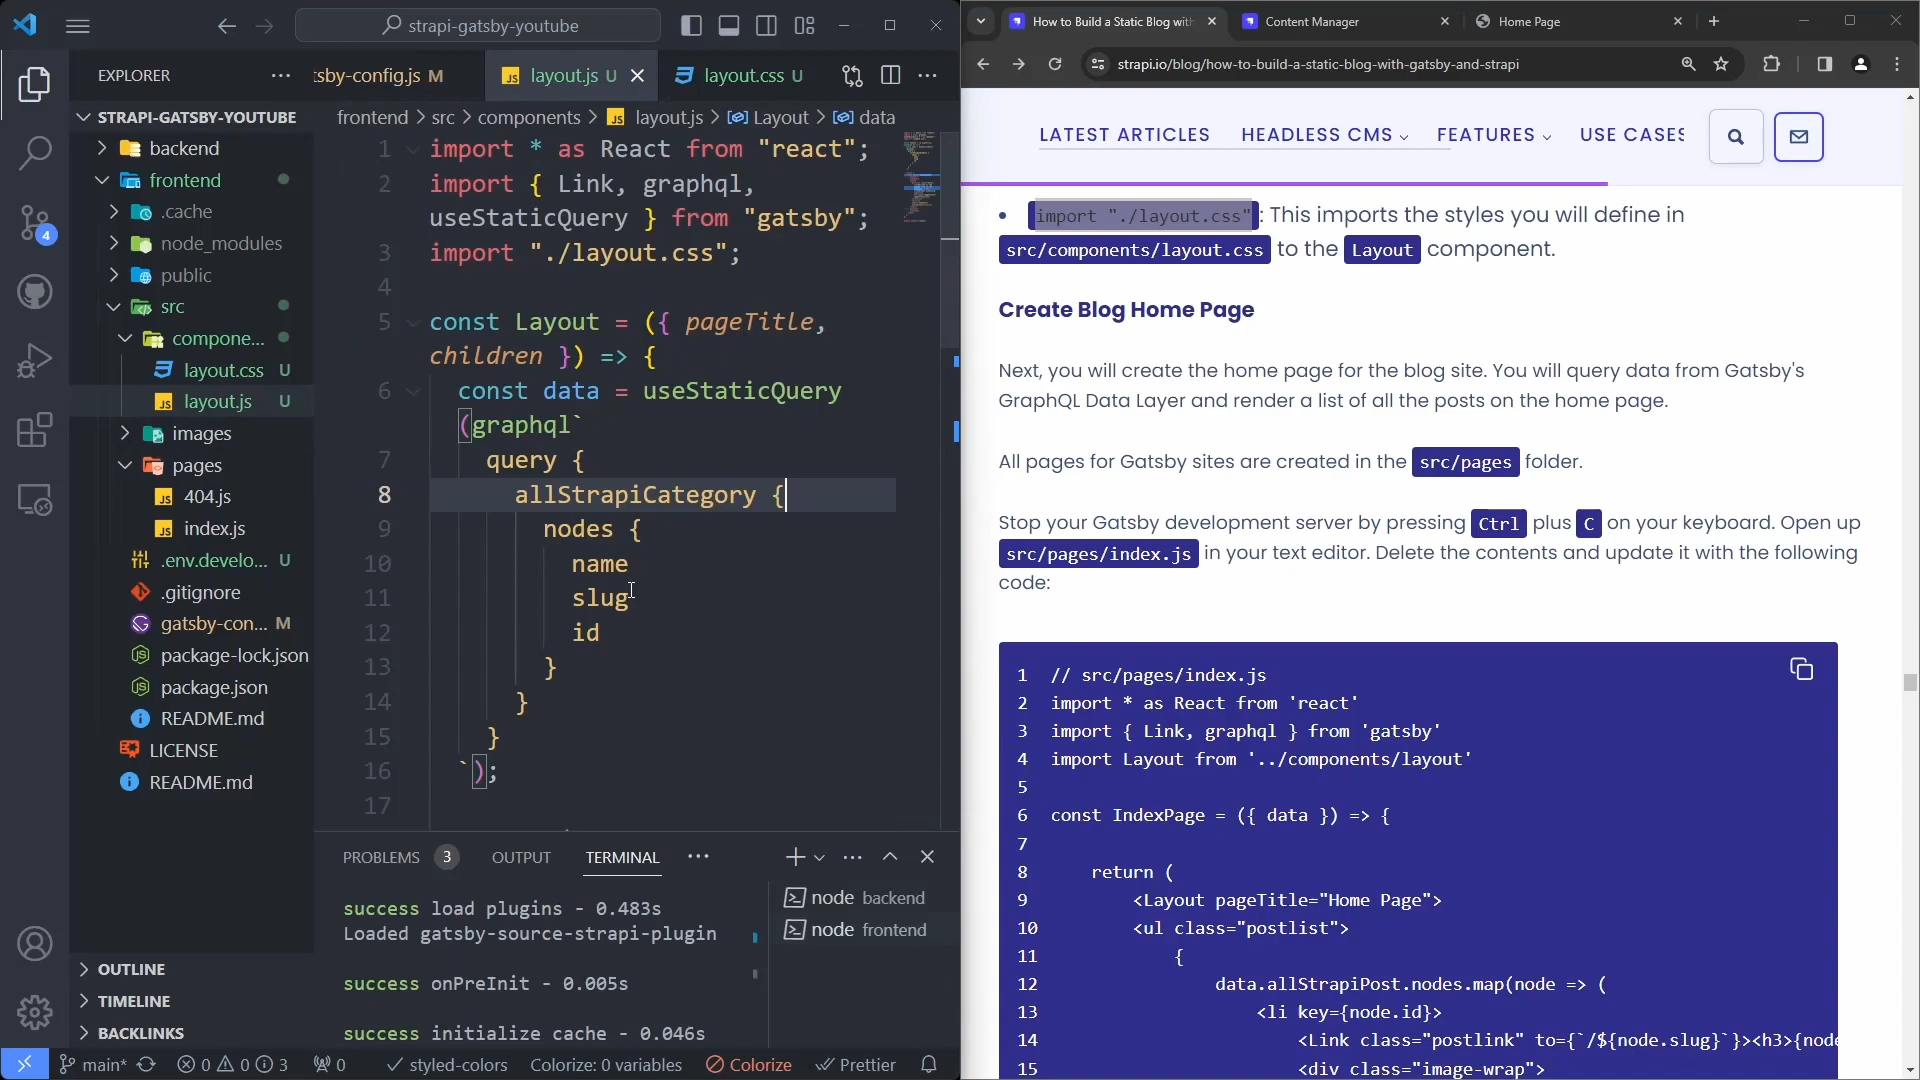 strapi-gatsby-youtube
EXPLORER
tsby-config.js M
layout.js U
layout.css U
STRAPI-GATSBY-YOUTUBE
backend
frontend
.cache
node_modules
public
src
compone...
layout.css U
layout.js U
images
pages
404.js
index.js
.env.develo... U
.gitignore
gatsby-con... M
package-lock.json
package.json
README.md
LICENSE
README.md
OUTLINE
TIMELINE
BACKLINKS
4
frontend > src > components > layout.js > Layout > data
1 import * as React from "react";
2 import { Link, graphql,
useStaticQuery } from "gatsby";
3 import "./layout.css";
4
5 const Layout = ({ pageTitle,
children }) => {
6 const data = useStaticQuery
(graphql`
7 query {
8 allStrapiCategory {
9 nodes {
10 name
11 slug
12 id
13 }
14 }
15 }
16 `);
17
PROBLEMS 3 OUTPUT TERMINAL
success load plugins - 0.483s
Loaded gatsby-source-strapi-plugin
success onPreInit - 0.005s
success initialize cache - 0.046s
node backend
node frontend
main* 0 0 3 0 styled-colors Colorize: 0 variables Colorize Prettier
How to Build a Static Blog with
Content Manager
Home Page
strapi.io/blog/how-to-build-a-static-blog-with-gatsby-and-strapi
LATEST ARTICLES HEADLESS CMS FEATURES USE CASES
• import "./layout.css" : This imports the styles you will define in
src/components/layout.css to the Layout component.
Create Blog Home Page
Next, you will create the home page for the blog site. You will query data from Gatsby's
GraphQL Data Layer and render a list of all the posts on the home page.
All pages for Gatsby sites are created in the src/pages folder.
Stop your Gatsby development server by pressing Ctrl plus C on your keyboard. Open up
src/pages/index.js in your text editor. Delete the contents and update it with the following
code:
1 // src/pages/index.js
2 import * as React from 'react'
3 import { Link, graphql } from 'gatsby'
4 import Layout from '../components/layout'
5
6 const IndexPage = ({ data }) => {
7
8 return (
9 <Layout pageTitle="Home Page">
10 <ul class="postlist">
11 {
12 data.allStrapiPost.nodes.map(node => (
13 <li key={node.id}>
14 <Link class="postlink" to={`/${node.slug}`}><h3>{node
15 <div class="image-wrap">